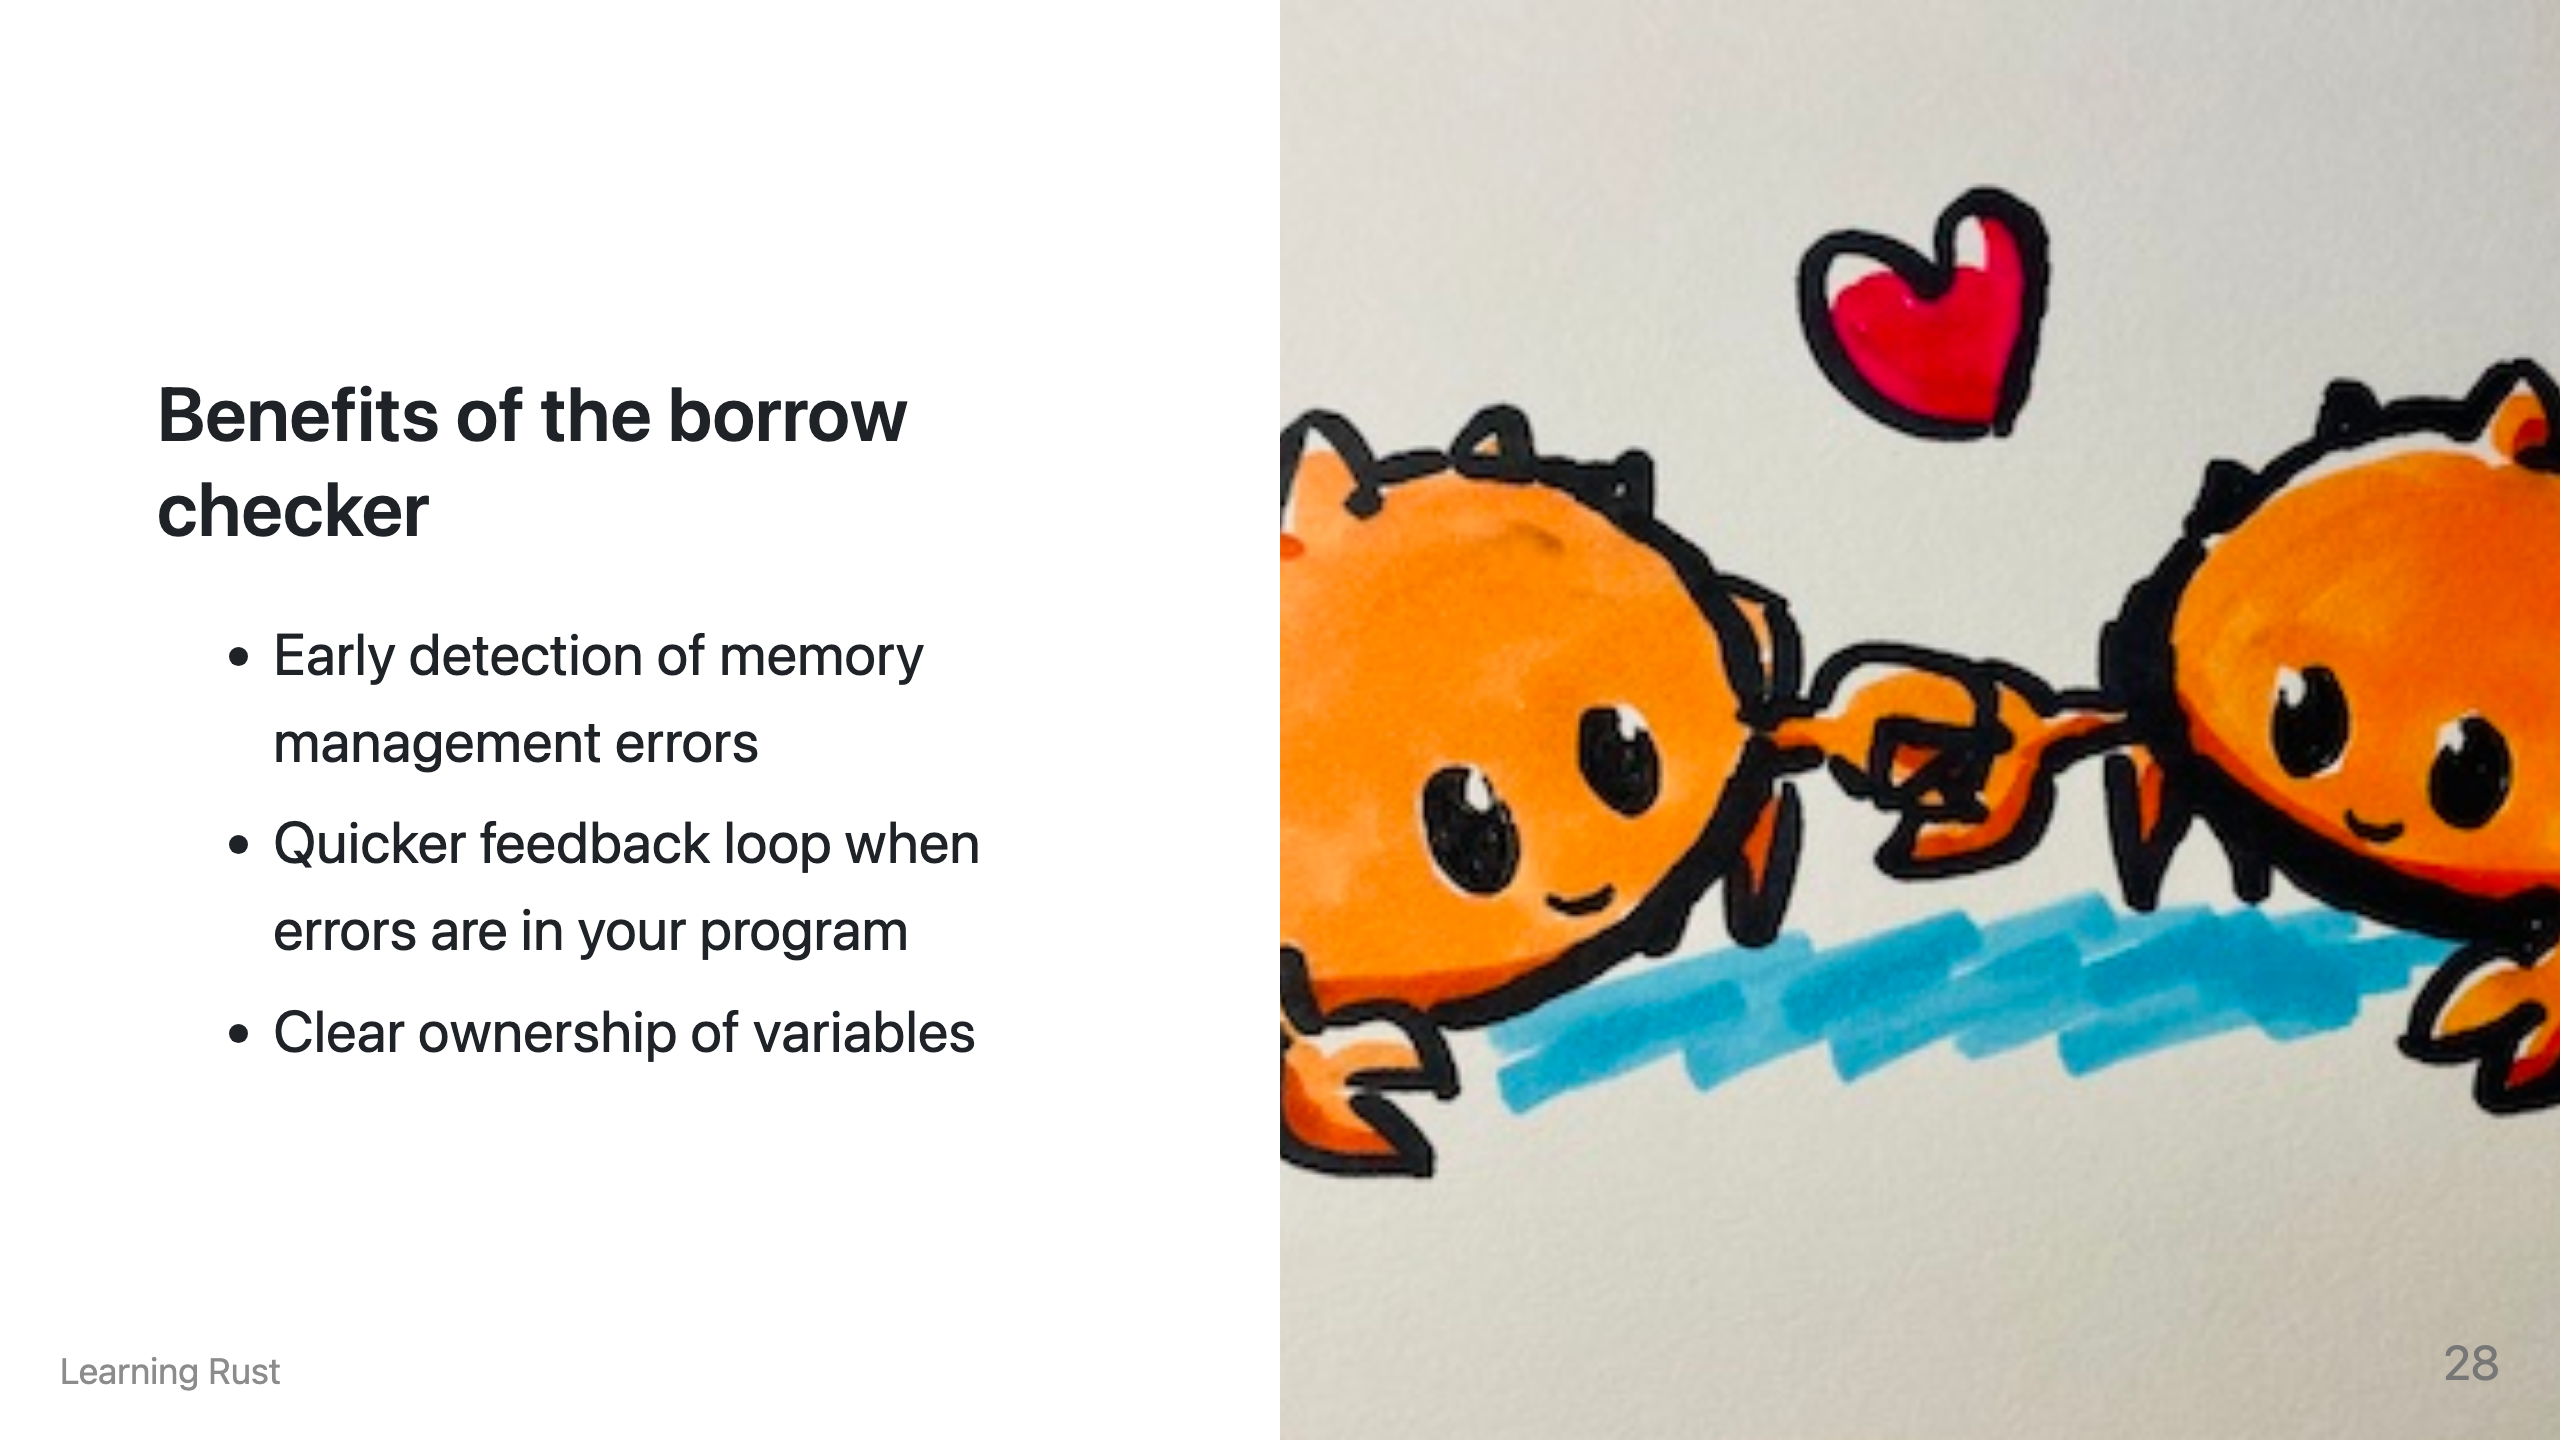 Benefits of the borrow
checker
• Early detection of memory
management errors
• Quicker feedback loop when
errors are in your program
• Clear ownership of variables
Learning Rust
28